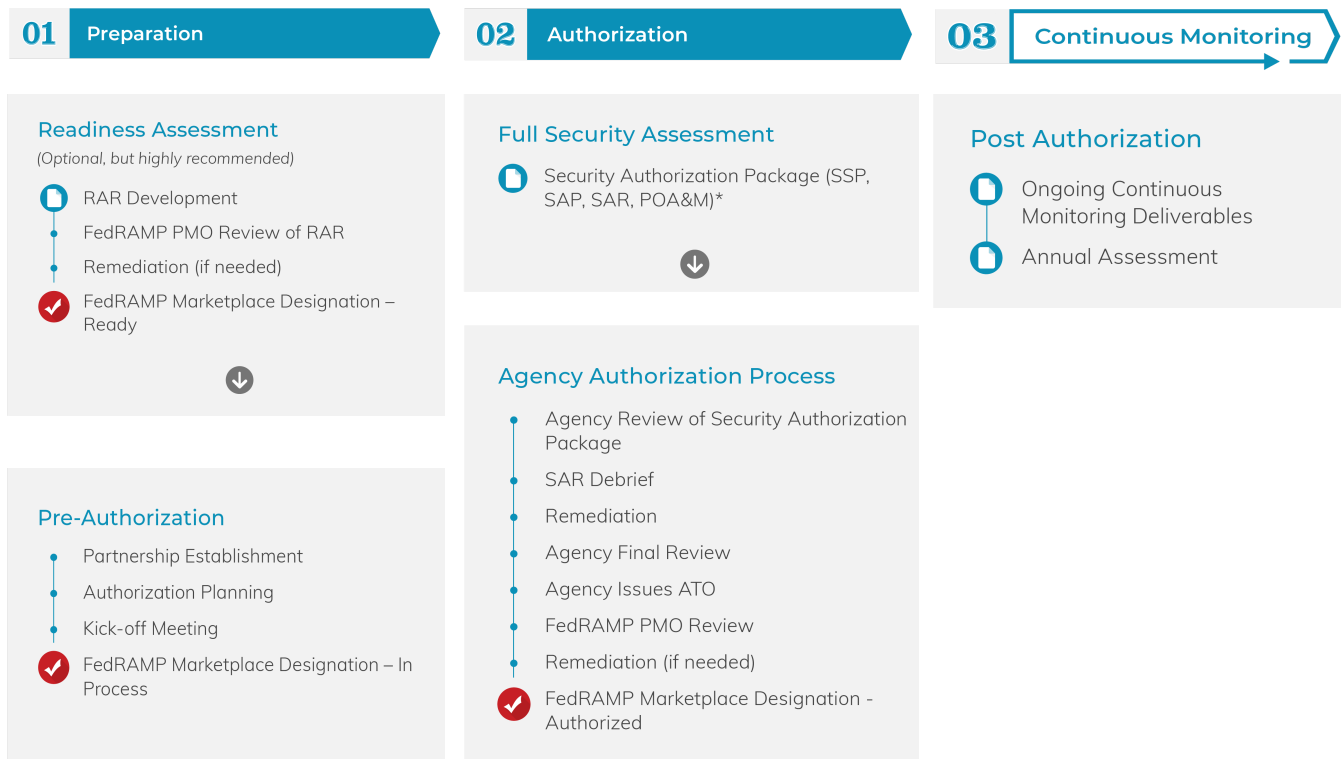 01 Preparation
Readiness Assessment
(Optional, but highly recommended)
RAR Development
FedRAMP PMO Review of RAR
Remediation (if needed)
FedRAMP Marketplace Designation –
Ready
Pre-Authorization
Partnership Establishment
Authorization Planning
Kick-off Meeting
FedRAMP Marketplace Designation – In
Process
02 Authorization
Full Security Assessment
Security Authorization Package (SSP,
SAP, SAR, POA&M)*
Agency Authorization Process
Agency Review of Security Authorization
Package
SAR Debrief
Remediation
Agency Final Review
Agency Issues ATO
FedRAMP PMO Review
Remediation (if needed)
FedRAMP Marketplace Designation -
Authorized
03 Continuous Monitoring
Post Authorization
Ongoing Continuous
Monitoring Deliverables
Annual Assessment